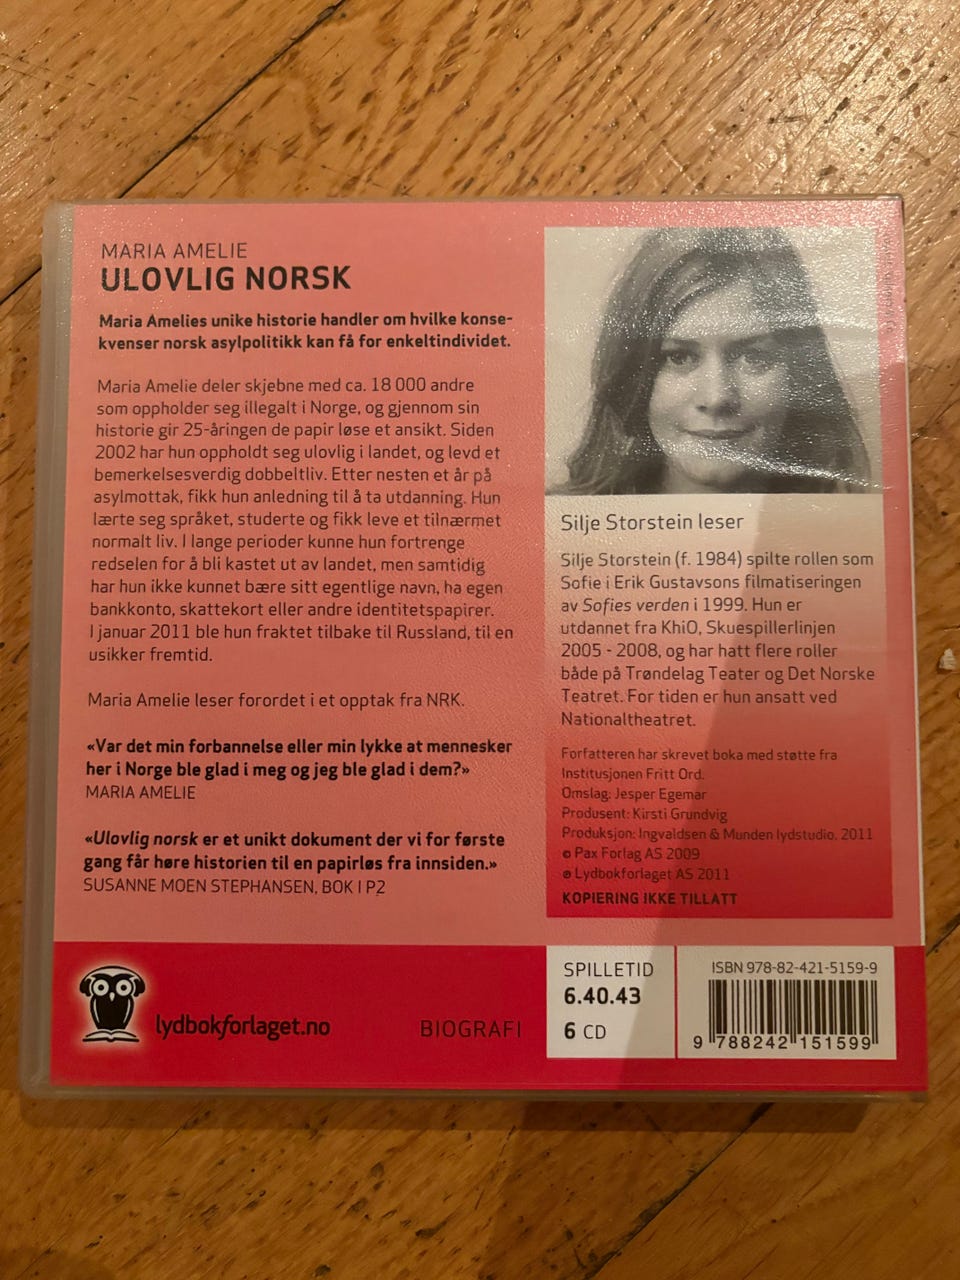 MARIA AMELIE
ULOVLIG NORSK
Maria Amelies unike historie handler om hvilke konse-
kvenser norsk asylpolitikk kan få for enkeltindividet.
Maria Amelie deler skjebne med ca. 18 000 andre
som oppholder seg illegalt i Norge, og gjennom sin
historie gir 25-åringen de papir løse et ansikt. Siden
2002 har hun oppholdt seg ulovlig i landet, og levd et
bemerkelsesverdig dobbeltliv. Etter nesten et år på
asylmottak, fikk hun anledning til å ta utdanning. Hun
lærte seg språket, studerte og fikk leve et tilnærmet
normalt liv. I lange perioder kunne hun fortrenge
redselen for å bli kastet ut av landet, men samtidig
har hun ikke kunnet bære sitt egentlige navn, ha egen
bankkonto, skattekort eller andre identitetspapirer.
I januar 2011 ble hun fraktet tilbake til Russland, til en
usikker fremtid.
Maria Amelie leser forordet i et opptak fra NRK.
«Var det min forbannelse eller min lykke at mennesker
her i Norge ble glad i meg og jeg ble glad i dem?»
MARIA AMELIE
«Ulovlig norsk er et unikt dokument der vi for første
gang får høre historien til en papirløs fra innsiden.»
SUSANNE MOEN STEPHANSEN, BOK I P2
Silje Storstein leser
Silje Storstein (f. 1984) spilte rollen som
Sofie i Erik Gustavsons filmatiseringen
av Sofies verden i 1999. Hun er
utdannet fra KhiO, Skuespillerlinjen
2005 - 2008, og har hatt flere roller
både på Trøndelag Teater og Det Norske
Teatret. For tiden er hun ansatt ved
Nationaltheatret.
Forfatteren har skrevet boka med støtte fra
Institusjonen Fritt Ord.
Omslag: Jesper Egemar
Produsent: Kirsti Grundvig
Produksjon: Ingvaldsen & Munden lydstudio. 2011
© Pax Forlag AS 2009
℗ Lydbokforlaget AS 2011
KOPIERING IKKE TILLATT
lydbokforlaget.no
BIOGRAFI
SPILLETID
6.40.43
6 CD
ISBN 978-82-421-5159-9
9 788242 151599